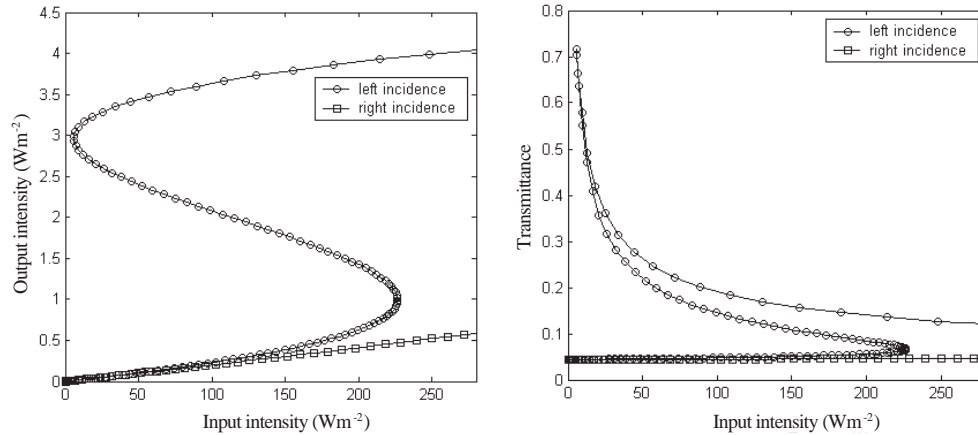 4.5
4
3.5
3
2.5
2
1.5
1
0.5
0
0 50 100 150 200 250
Output intensity (Wm-2)
Input intensity (Wm-2)
left incidence
right incidence
0.8
0.7
0.6
0.5
0.4
0.3
0.2
0.1
0
0 50 100 150 200 250
Transmittance
Input intensity (Wm-2)
left incidence
right incidence